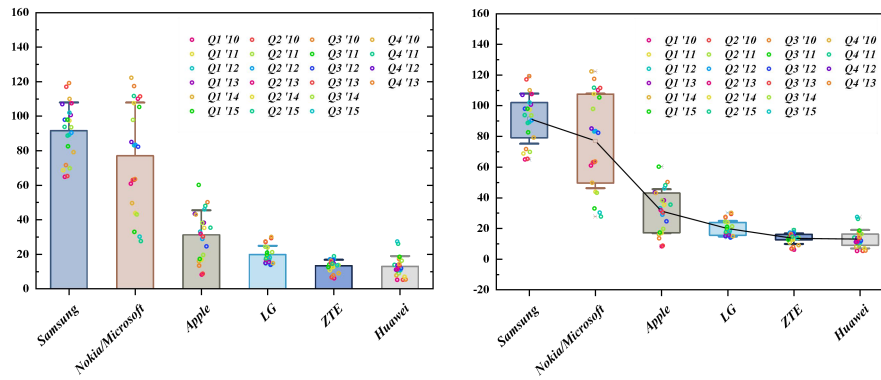 160
140
120
100
80
60
40
20
0
Q1 '10 Q2 '10 Q3 '10 Q4 '10
Q1 '11 Q2 '11 Q3 '11 Q4 '11
Q1 '12 Q2 '12 Q3 '12 Q4 '12
Q1 '13 Q2 '13 Q3 '13 Q4 '13
Q1 '14 Q2 '14 Q3 '14
Q1 '15 Q2 '15 Q3 '15
Samsung
Nokia/Microsoft
Apple
LG
ZTE
Huawei
160
140
120
100
80
60
40
20
0
-20
Q1 '10 Q2 '10 Q3 '10 Q4 '10
Q1 '11 Q2 '11 Q3 '11 Q4 '11
Q1 '12 Q2 '12 Q3 '12 Q4 '12
Q1 '13 Q2 '13 Q3 '13 Q4 '13
Q1 '14 Q2 '14 Q3 '14
Q1 '15 Q2 '15 Q3 '15
Samsung
Nokia/Microsoft
Apple
LG
ZTE
Huawei